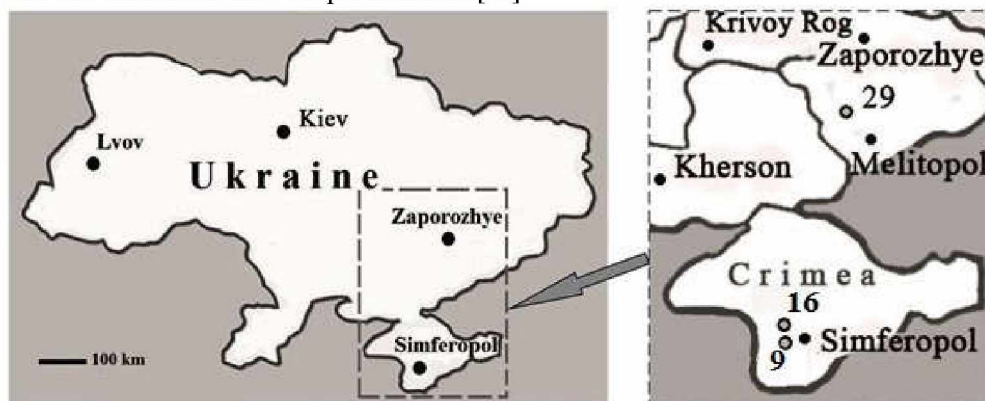 Kiev
Lvov
Ukraine
Zaporozhye
Simferopol
100 km
Krivoy Rog
Zaporozhye
29
Melitopol
Kherson
Crimea
16
Simferopol
9